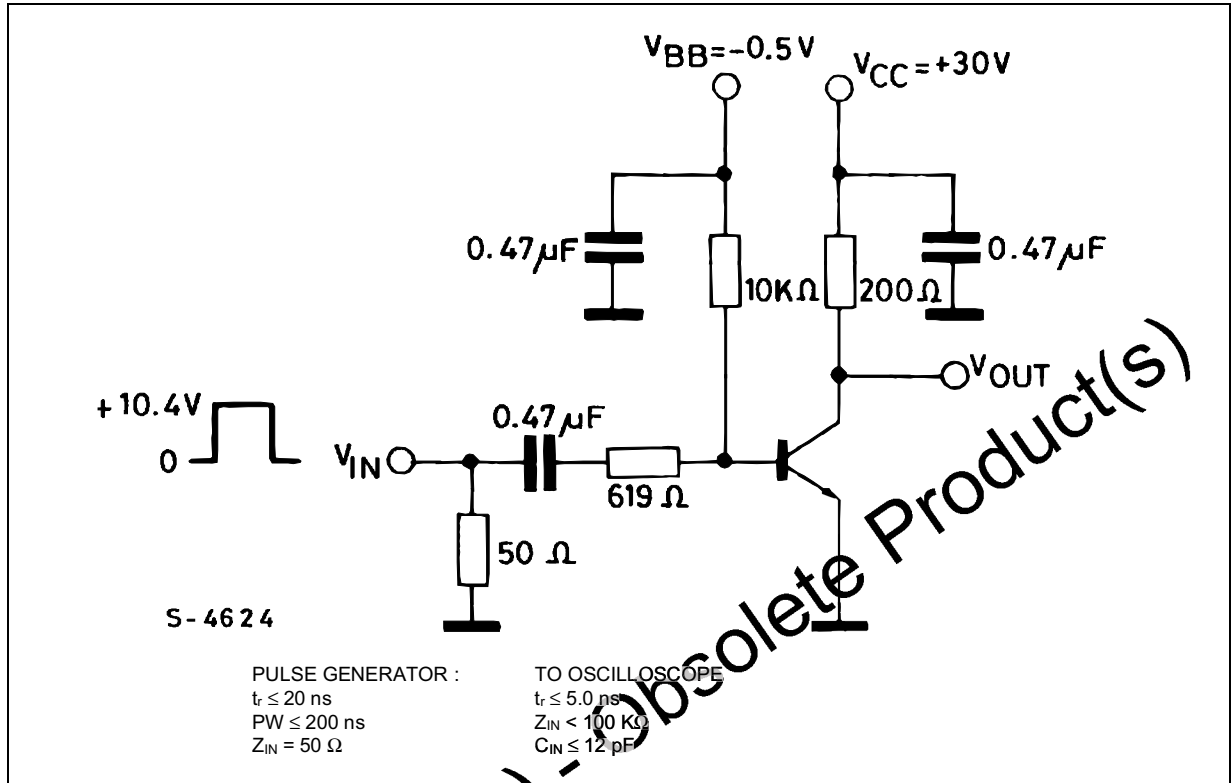 VBB=-0.5V
VCC=+30V
0.47µF
10KΩ
200Ω
0.47µF
VOUT
+10.4V
0
VIN
0.47µF
619Ω
50 Ω
S-4624
PULSE GENERATOR :
tr ≤ 20 ns
PW ≤ 200 ns
ZIN = 50 Ω
TO OSCILLOSCOPE
tr ≤ 5.0 ns
ZIN < 100 KΩ
CIN ≤ 12 pF
) - Obsolete Product(s)